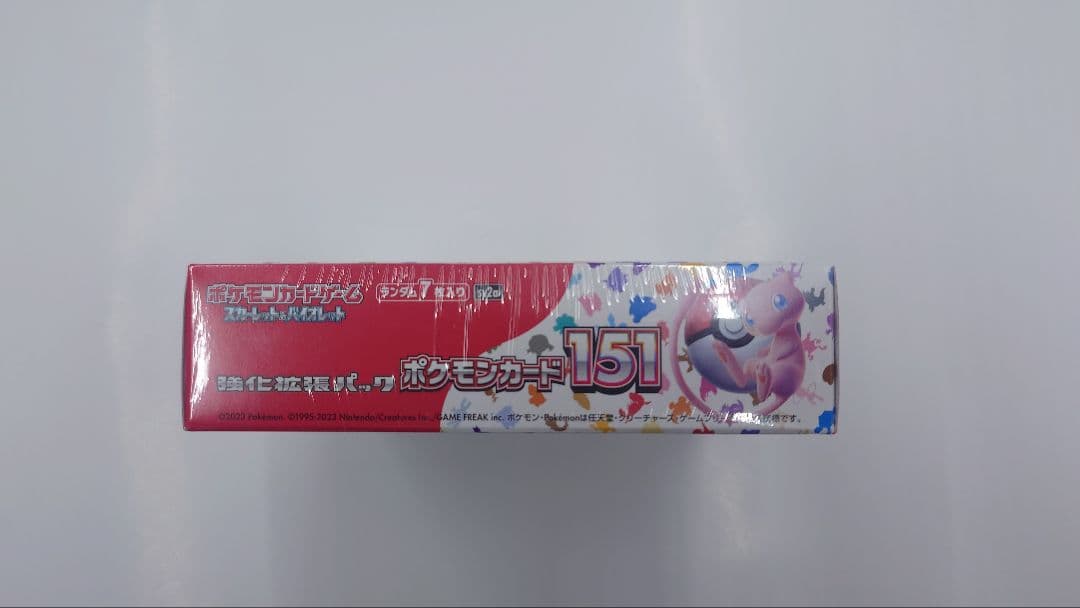 ポケモンカードゲーム
スカーレット&バイオレット
ランダム7枚入り
sv2a
強化拡張パック
ポケモンカード151
©2023 Pokémon. ©1995-2023 Nintendo/Creatures Inc./GAME FREAK inc. ポケモン・Pokémonは任天堂・クリーチャーズ・ゲームフリークの 商標です。